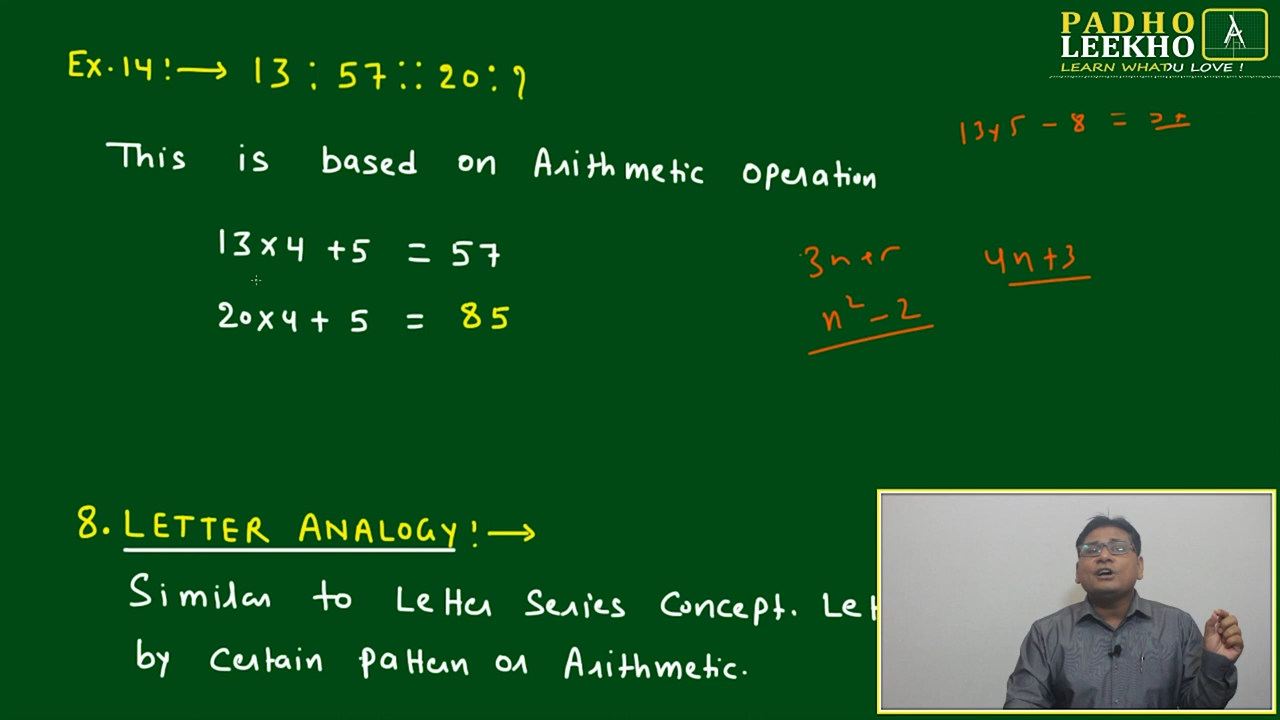 PADHO
LEEKHO
LEARN WHAT U LOVE !
Ex. 14 ! → 13 : 57 :: 20 : ?
13 x 5 - 8 =
This is based on Arithmetic operation
13 x 4 + 5 = 57
3n + 5 4n + 3
20 x 4 + 5 = 85
n² - 2
8. LETTER ANALOGY ! →
Similar to Letter Series Concept.
by certain pattern or Arithmetic.